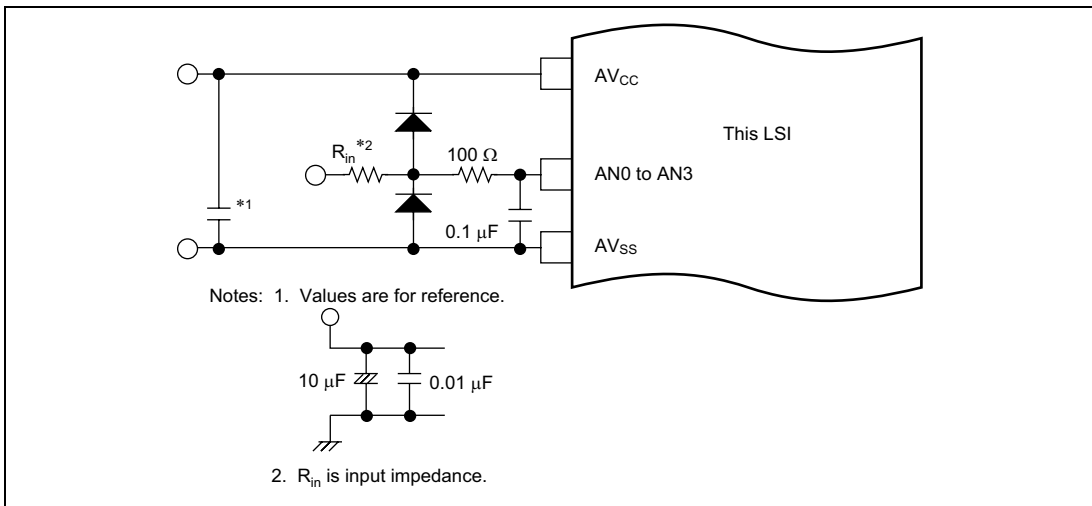 AVCC
This LSI
Rin*2
100 Ω
AN0 to AN3
*1
0.1 μF
AVSS
Notes: 1. Values are for reference.
10 μF
0.01 μF
2. Rin is input impedance.